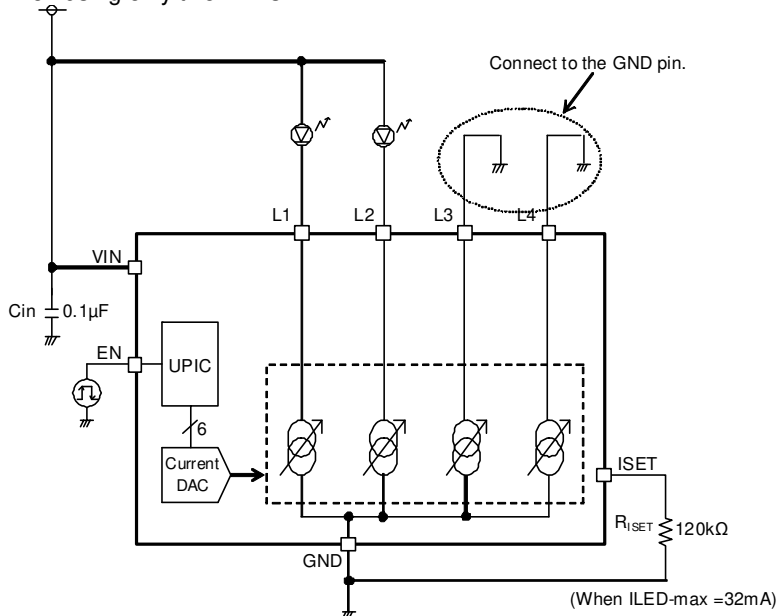 Connect to the GND pin.
L1
L2
L3
L4
VIN
Cin
0.1µF
EN
UPIC
6
Current
DAC
ISET
RISET
120kΩ
GND
(When ILED-max =32mA)